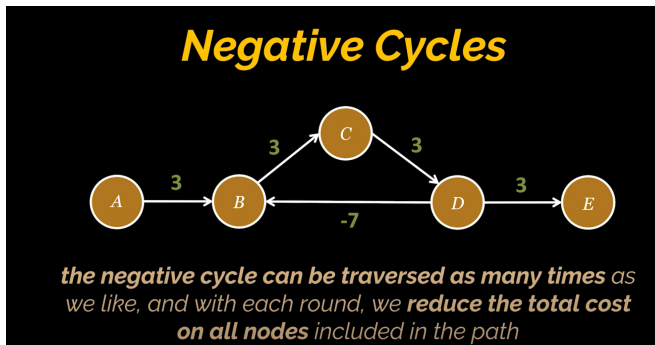 Negative Cycles
C
3
3
3
3
A
B
D
E
-7
the negative cycle can be traversed as many times as
we like, and with each round, we reduce the total cost
on all nodes included in the path